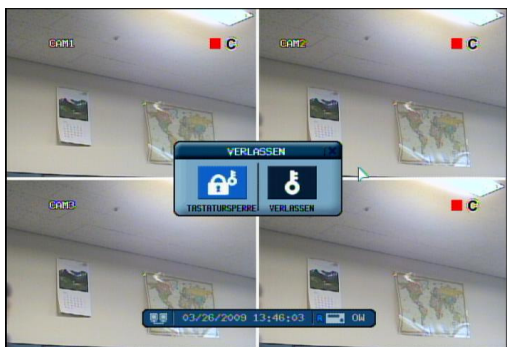 CAM1
C
CAM2
C
VERLASSEN
TASTATURSPERRE
VERLASSEN
CAM3
C
03/26/2009 13:46:03
OW